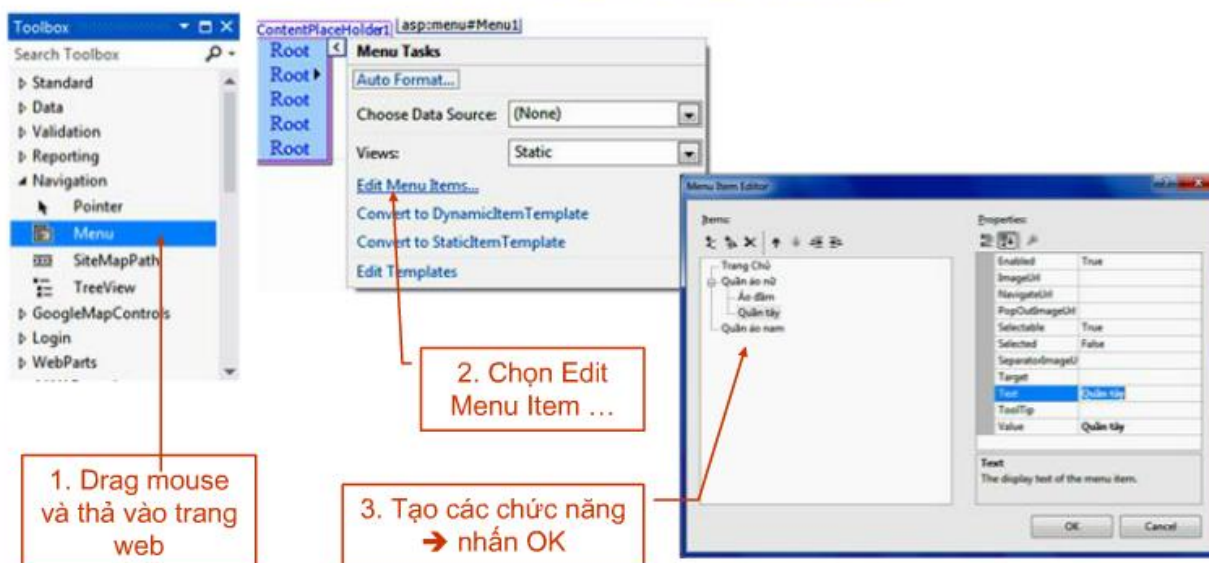 Toolbox
Search Toolbox
Standard
Data
Validation
Reporting
Navigation
Pointer
Menu
SiteMapPath
TreeView
GoogleMapControls
Login
WebParts
ContentPlaceHolder1
asp:menu#Menu1
Root
Root
Root
Root
Root
Menu Tasks
Auto Format...
Choose Data Source: (None)
Views: Static
Edit Menu Items...
Convert to DynamicItemTemplate
Convert to StaticItemTemplate
Edit Templates
Menu Item Editor
Items:
Trang Chủ
Quần áo nữ
Áo đầm
Quần tây
Quần áo nam
Properties:
Enabled True
ImageUrl
NavigateUrl
PopOutImageUrl
Selectable True
Selected False
SeparatorImageU
Target
Text Quần tây
ToolTip
Value Quần tây
Text
The display text of the menu item.
OK Cancel
1. Drag mouse
và thả vào trang
web
2. Chọn Edit
Menu Item …
3. Tạo các chức năng
➔ nhấn OK